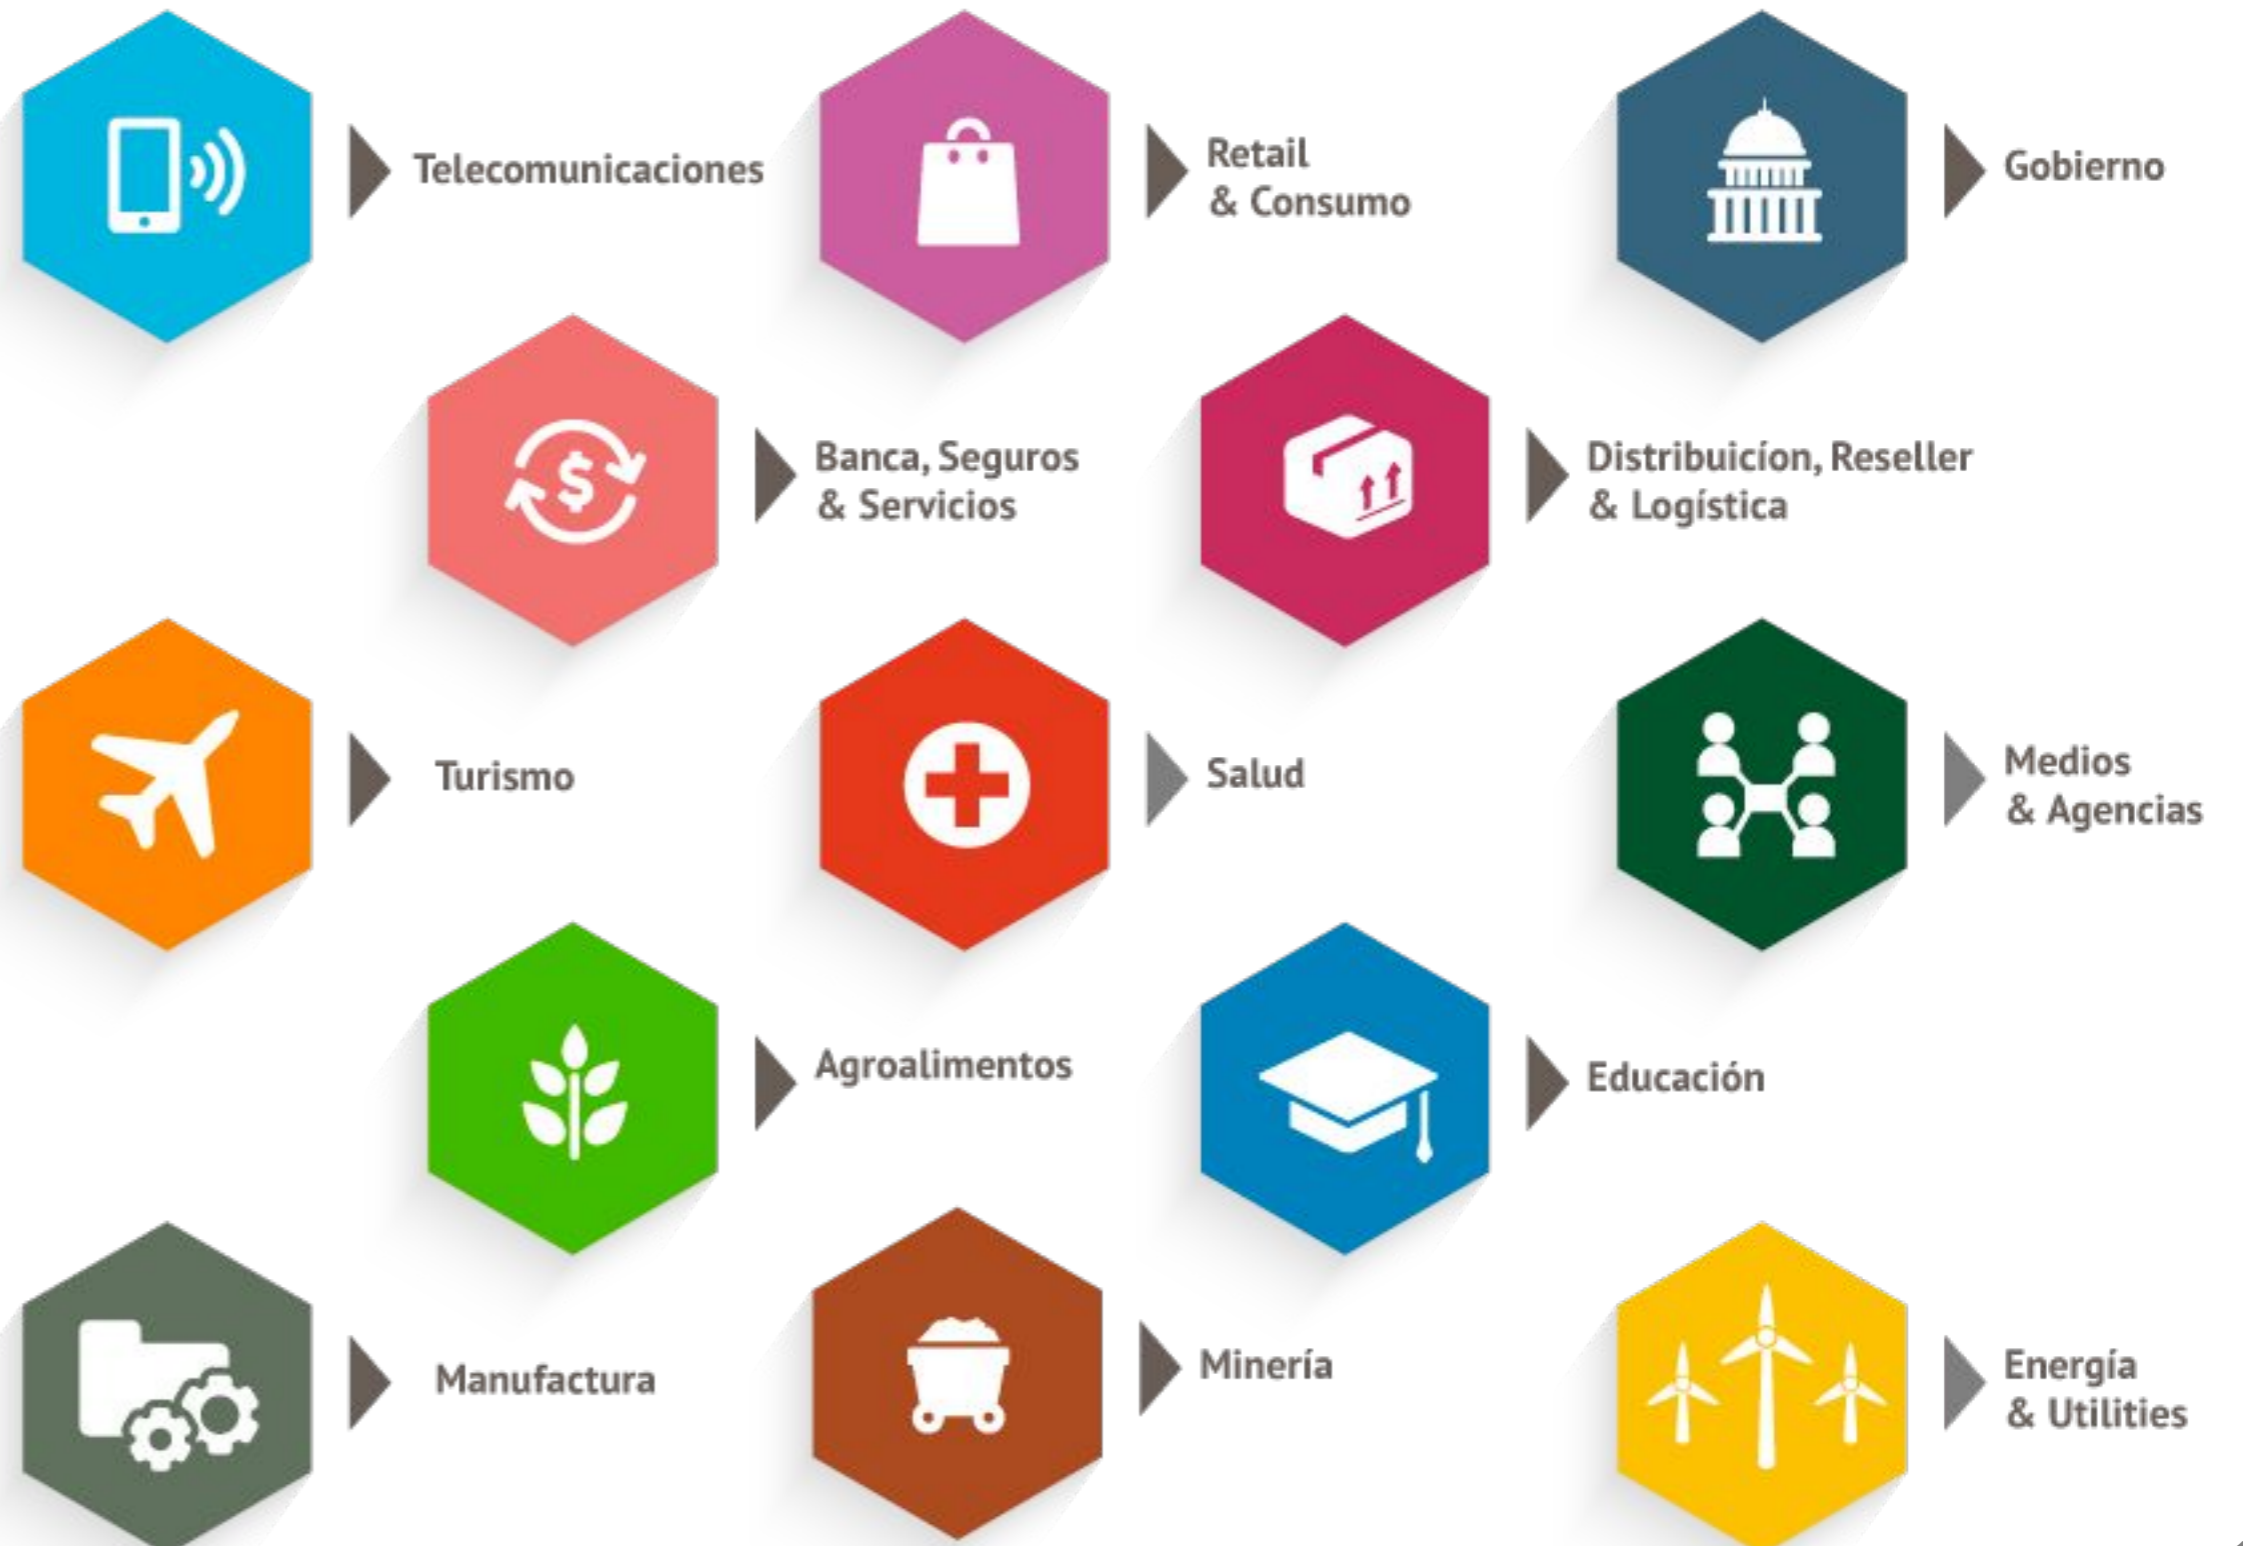 Telecomunicaciones
Retail
& Consumo
Gobierno
Banca, Seguros
& Servicios
Distribuicíon, Reseller
& Logística
Turismo
Salud
Medios
& Agencias
Agroalimentos
Educación
Manufactura
Minería
Energía
& Utilities